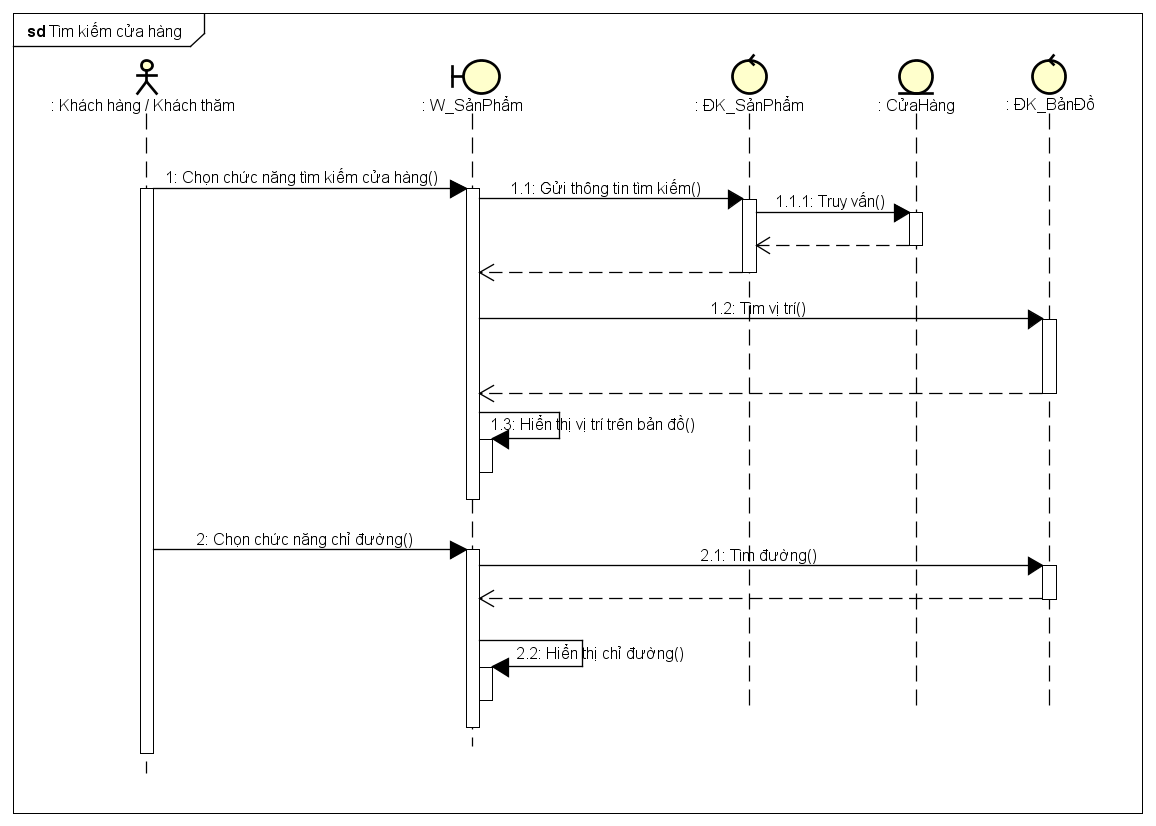 sd Tìm kiếm cửa hàng
: Khách hàng / Khách thăm
: W_SảnPhẩm
: ĐK_SảnPhẩm
: CửaHàng
: ĐK_BảnĐồ
1: Chọn chức năng tìm kiếm cửa hàng()
1.1: Gửi thông tin tìm kiếm()
1.1.1: Truy vấn()
1.2: Tìm vị trí()
1.3: Hiển thị vị trí trên bản đồ()
2: Chọn chức năng chỉ đường()
2.1: Tìm đường()
2.2: Hiển thị chỉ đường()